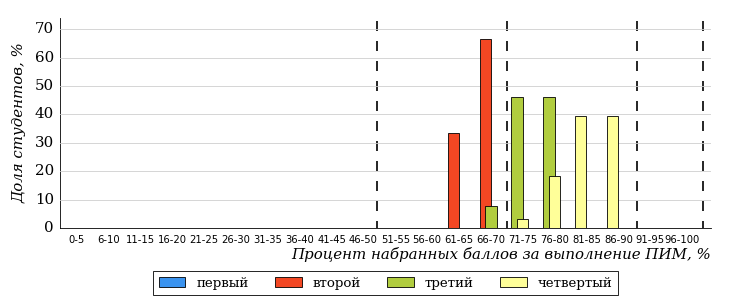 Доля студентов, %
70
60
50
40
30
20
10
0
0-5 6-10 11-15 16-20 21-25 26-30 31-35 36-40 41-45 46-50 51-55 56-60 61-65 66-70 71-75 76-80 81-85 86-90 91-95 96-100
Процент набранных баллов за выполнение ПИМ, %
первый второй третий четвертый